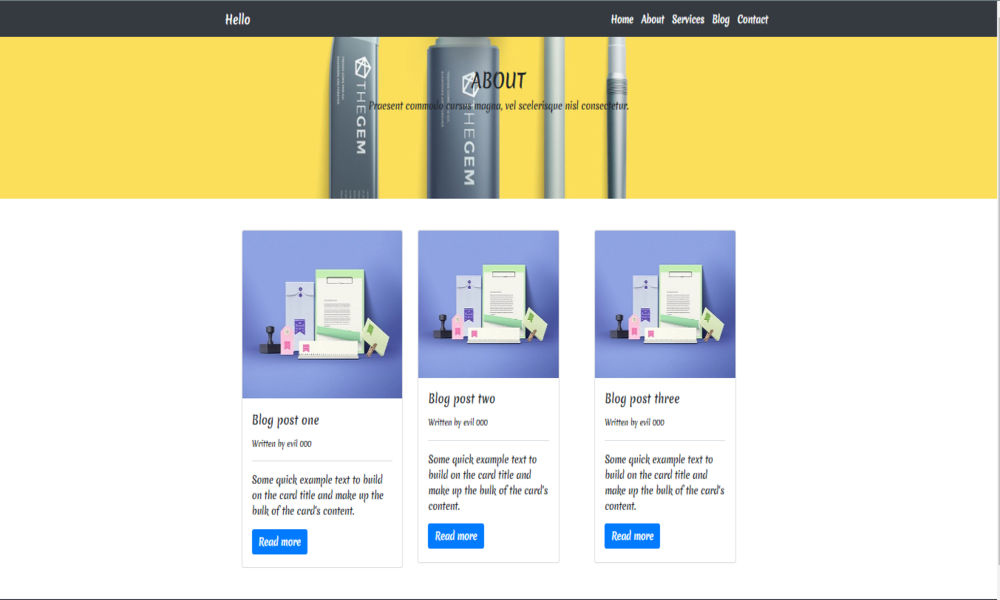 Hello
Home About Services Blog Contact
ABOUT
Praesent commodo cursus magna, vel scelerisque nisl consectetur.
THEGEM
THEGEM
Blog post one
Written by evil 000
Some quick example text to build
on the card title and make up the
bulk of the card's content.
Read more
Blog post two
Written by evil 000
Some quick example text to
build on the card title and
make up the bulk of the card's
content.
Read more
Blog post three
Written by evil 000
Some quick example text to
build on the card title and
make up the bulk of the card's
content.
Read more